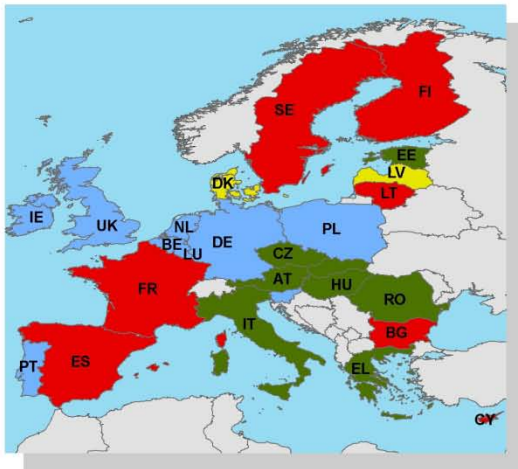 FI
SE
EE
LV
DK
LT
IE
UK
NL
BE
DE
PL
LU
CZ
AT
HU
FR
RO
IT
BG
PT
ES
EL
CY